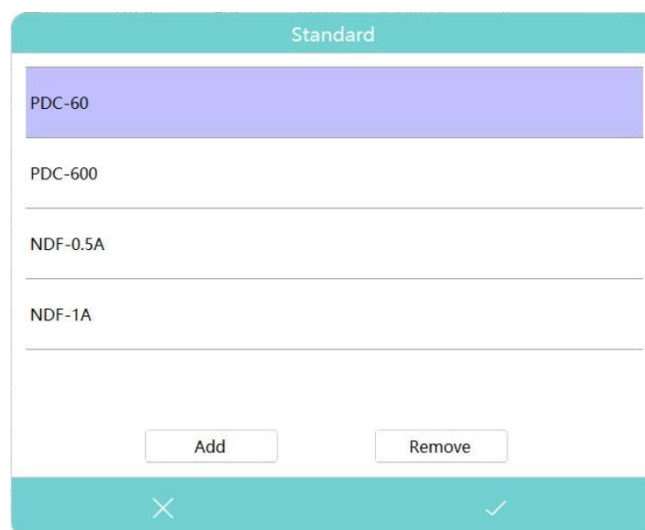 Standard
PDC-60
PDC-600
NDF-0.5A
NDF-1A
Add Remove